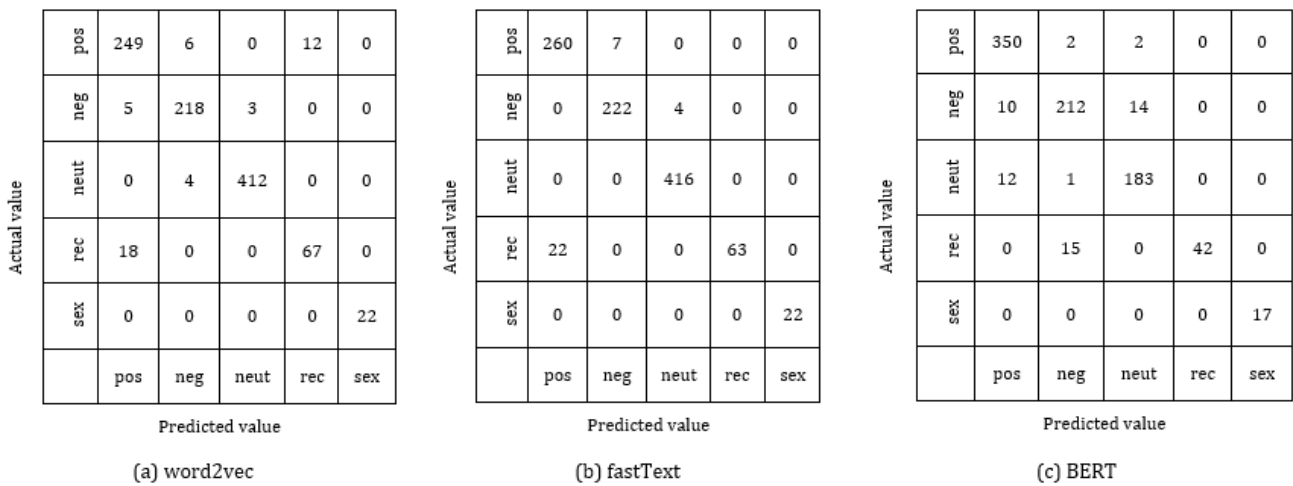 pos 249 6 0 12 0
neg 5 218 3 0 0
neut 0 4 412 0 0
rec 18 0 0 67 0
sex 0 0 0 0 22
pos neg neut rec sex
Actual value
Predicted value
(a) word2vec
pos 260 7 0 0 0
neg 0 222 4 0 0
neut 0 0 416 0 0
rec 22 0 0 63 0
sex 0 0 0 0 22
pos neg neut rec sex
Actual value
Predicted value
(b) fastText
pos 350 2 2 0 0
neg 10 212 14 0 0
neut 12 1 183 0 0
rec 0 15 0 42 0
sex 0 0 0 0 17
pos neg neut rec sex
Actual value
Predicted value
(c) BERT